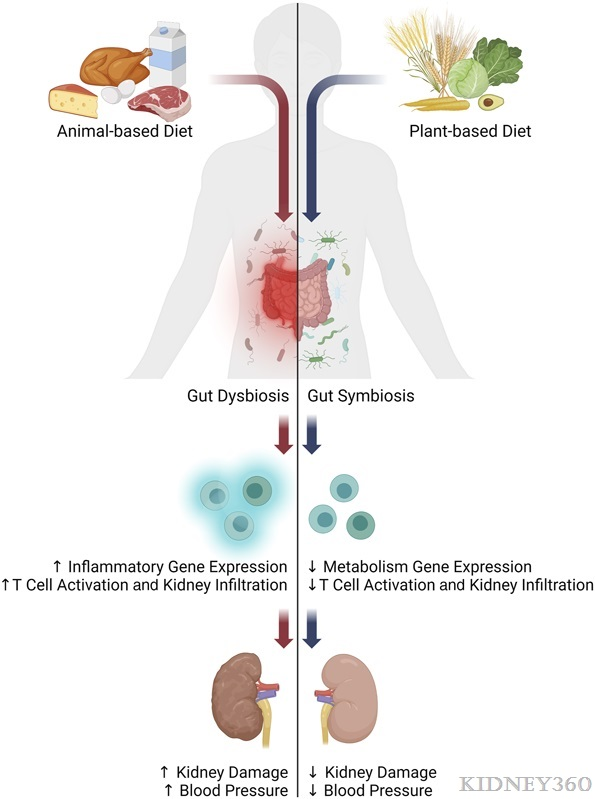 Animal-based Diet
Plant-based Diet
Gut Dysbiosis
Gut Symbiosis
↑ Inflammatory Gene Expression
↑T Cell Activation and Kidney Infiltration
↓ Metabolism Gene Expression
↓T Cell Activation and Kidney Infiltration
↑ Kidney Damage
↑ Blood Pressure
↓ Kidney Damage
↓ Blood Pressure
KIDNEY360